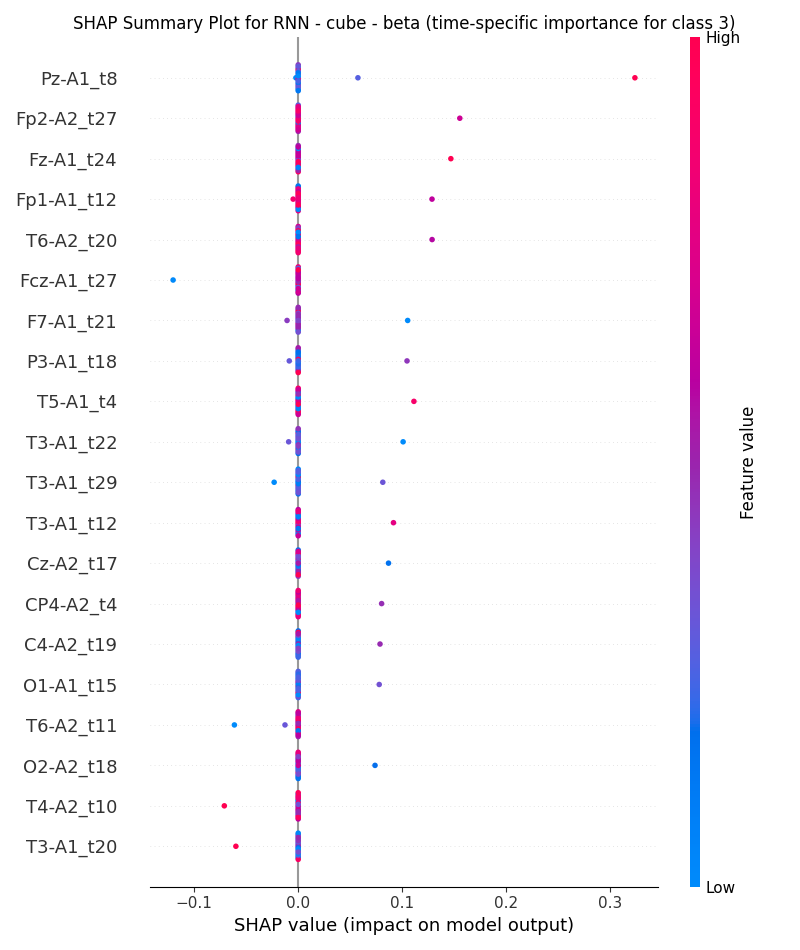 SHAP Summary Plot for RNN - cube - beta (time-specific importance for class 3)
High
Pz-A1_t8
Fp2-A2_t27
Fz-A1_t24
Fp1-A1_t12
T6-A2_t20
Fcz-A1_t27
F7-A1_t21
P3-A1_t18
T5-A1_t4
T3-A1_t22
T3-A1_t29
T3-A1_t12
Cz-A2_t17
CP4-A2_t4
C4-A2_t19
O1-A1_t15
T6-A2_t11
O2-A2_t18
T4-A2_t10
T3-A1_t20
Feature value
Low
−0.1 0.0 0.1 0.2 0.3
SHAP value (impact on model output)